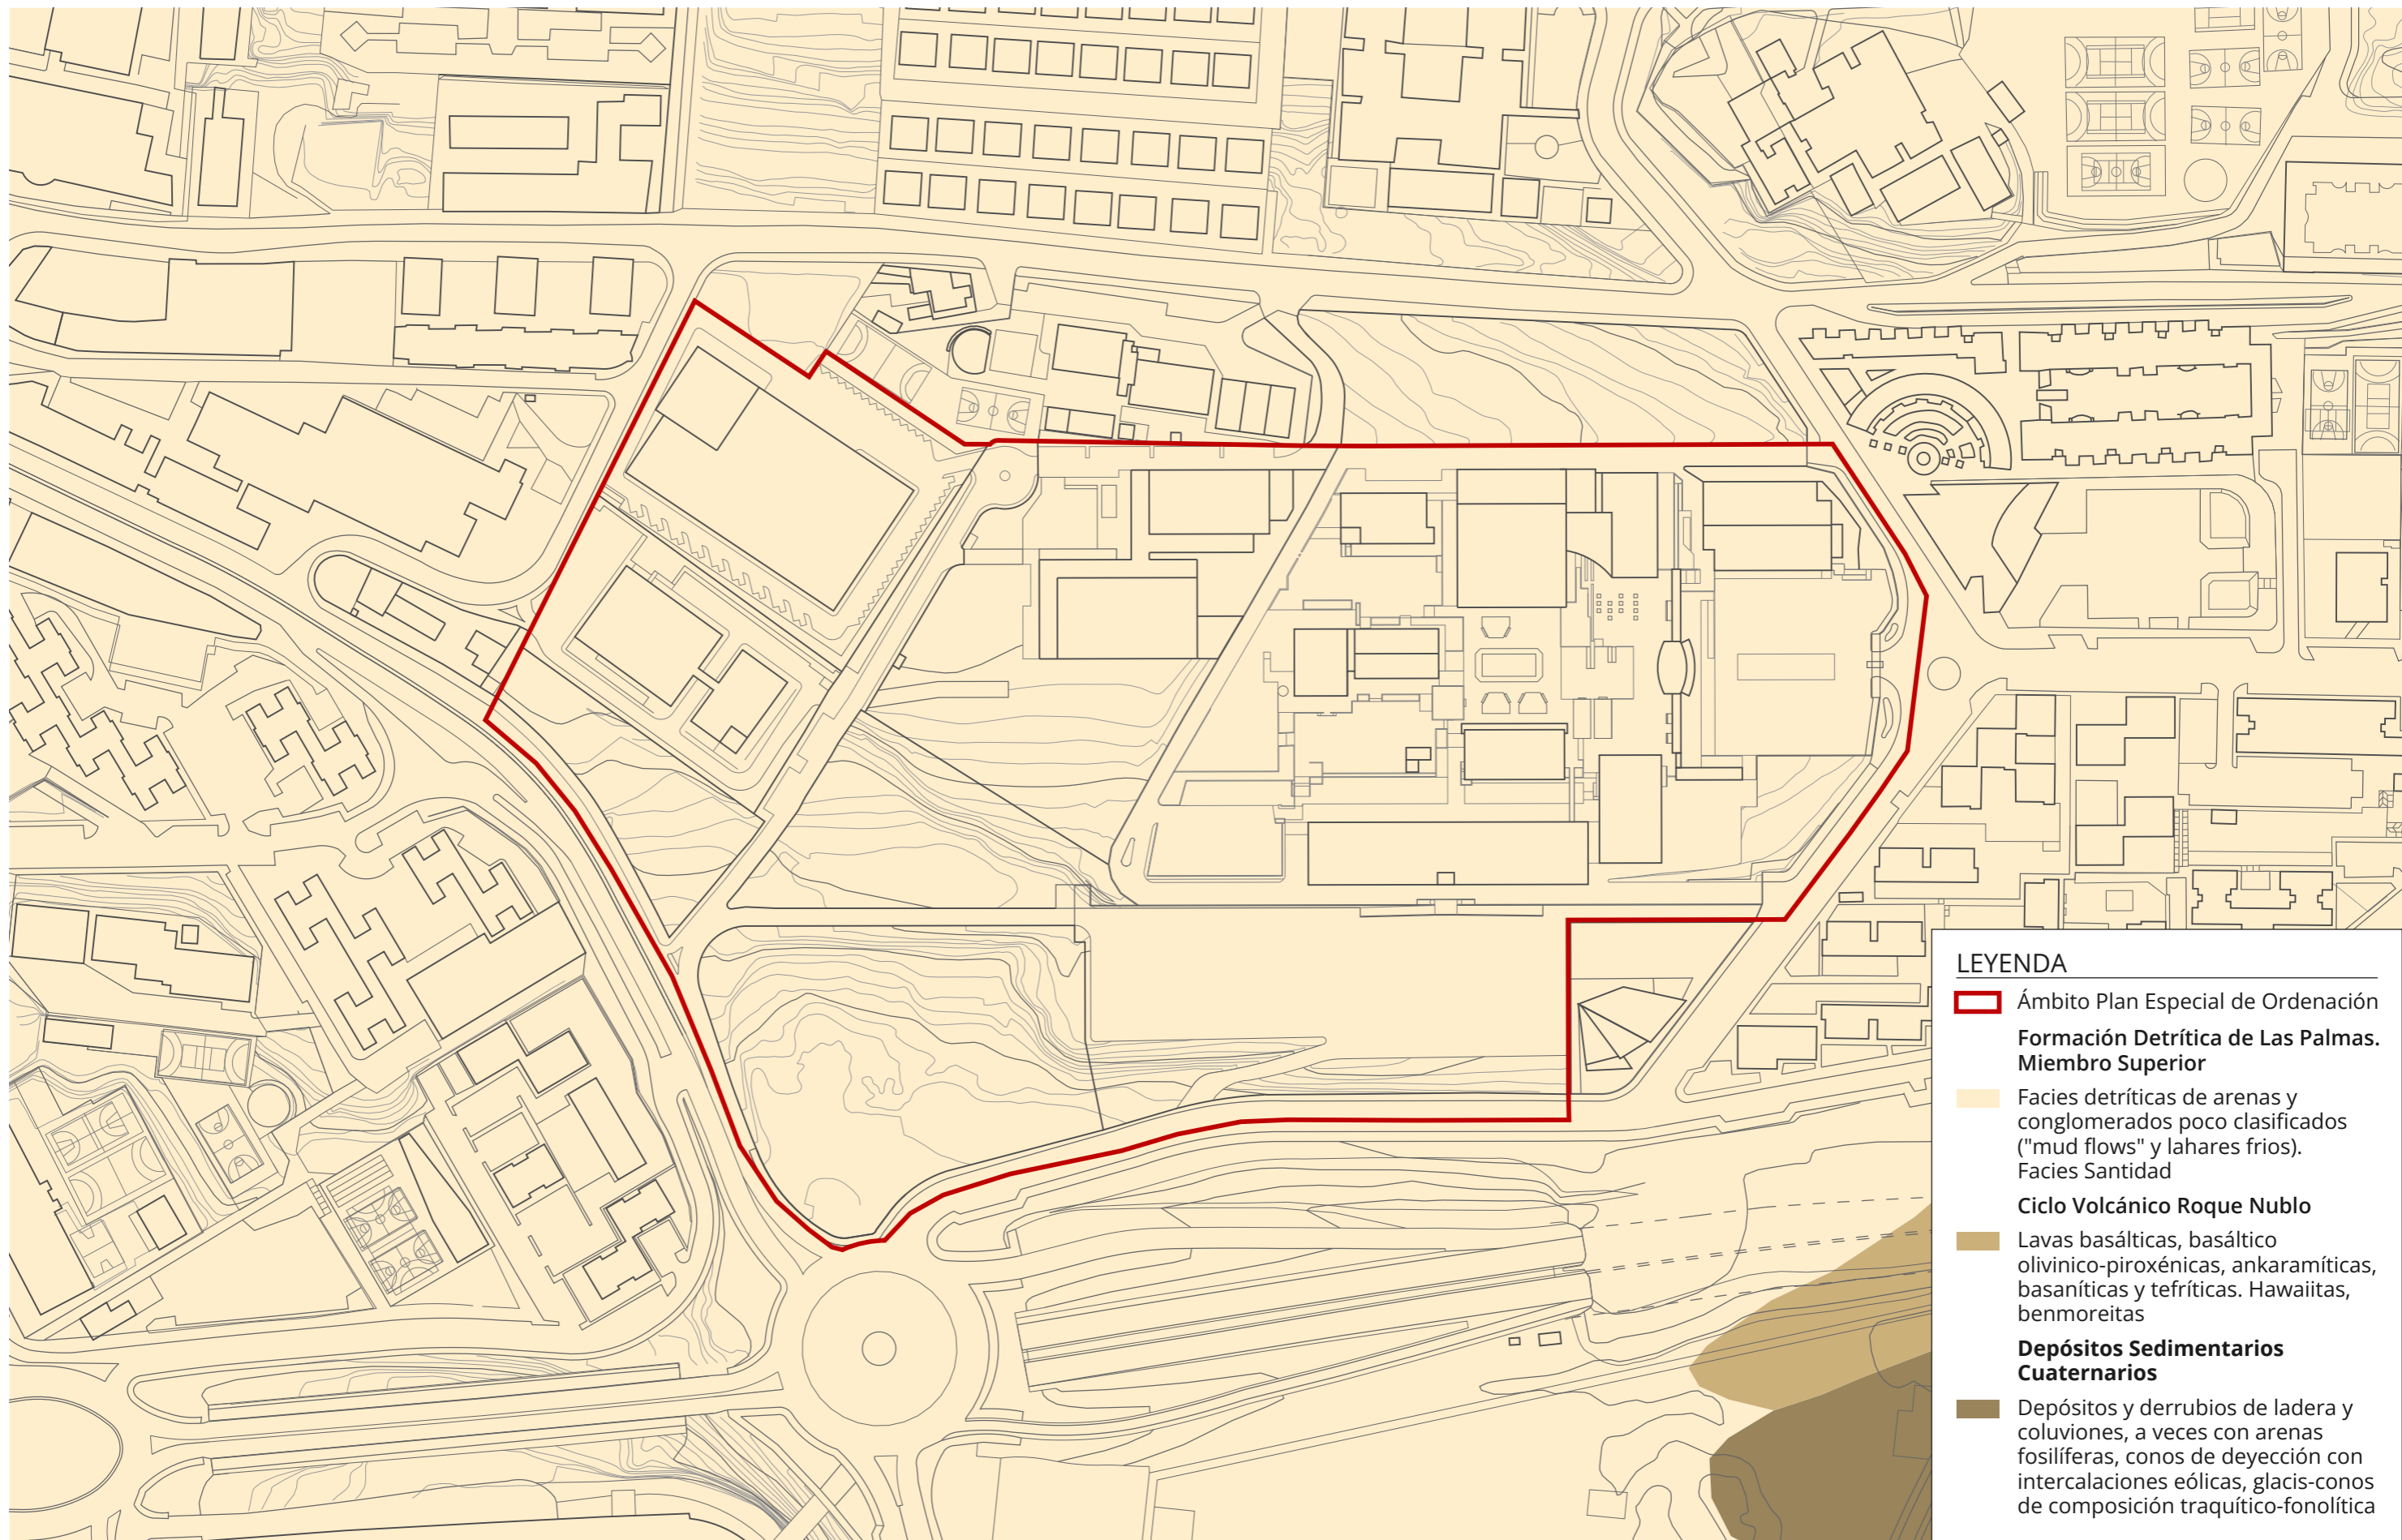 LEYENDA
Ámbito Plan Especial de Ordenación
Formación Detrítica de Las Palmas.
Miembro Superior
Facies detríticas de arenas y
conglomerados poco clasificados
("mud flows" y lahares frios).
Facies Santidad
Ciclo Volcánico Roque Nublo
Lavas basálticas, basáltico
olivinico-piroxénicas, ankaramíticas,
basaníticas y tefríticas. Hawaiitas,
benmoreitas
Depósitos Sedimentarios
Cuaternarios
Depósitos y derrubios de ladera y
coluviones, a veces con arenas
fosilíferas, conos de deyección con
intercalaciones eólicas, glacis-conos
de composición traquítico-fonolítica